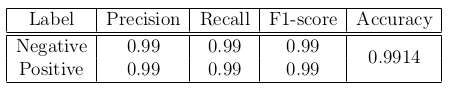 Label Precision Recall F1-score Accuracy
Negative 0.99 0.99 0.99 0.9914
Positive 0.99 0.99 0.99